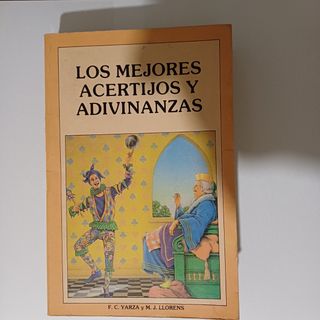 LOS MEJORES
ACERTIJOS Y
ADIVINANZAS
F. C. YARZA y M. J. LLORENS